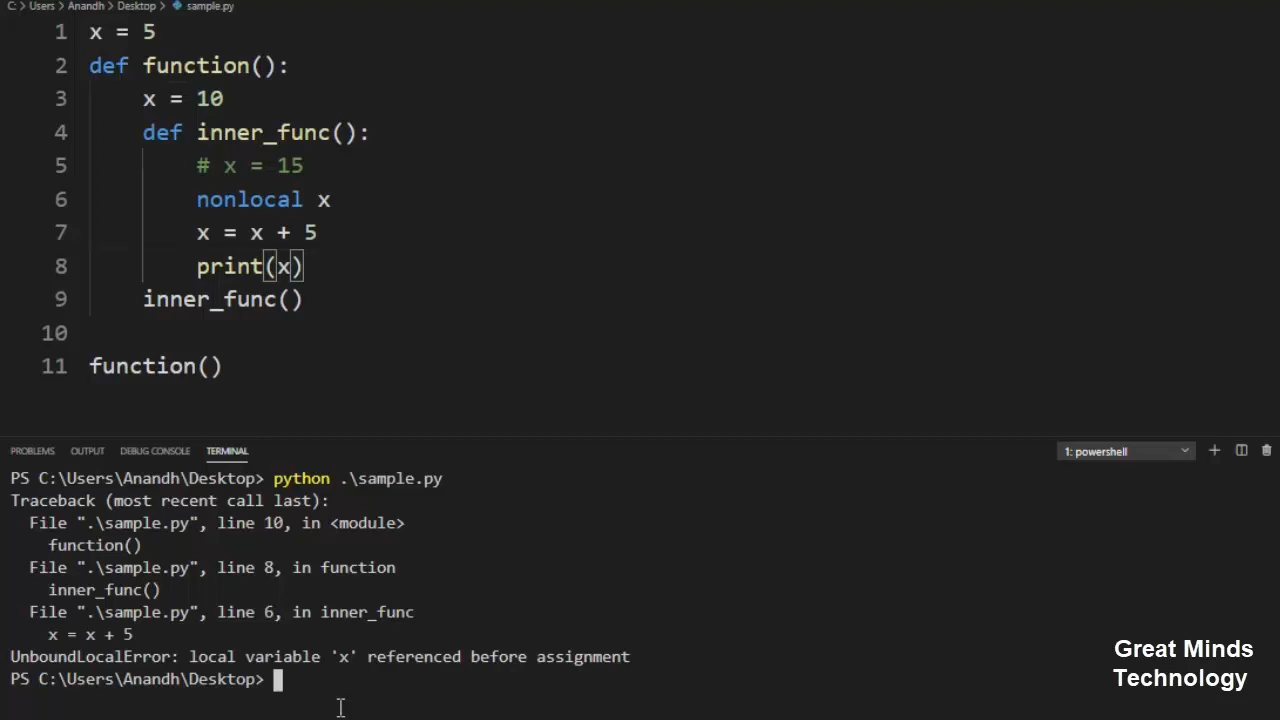 C: > Users > Anandh > Desktop > sample.py
1 x = 5
2 def function():
3     x = 10
4     def inner_func():
5         # x = 15
6         nonlocal x
7         x = x + 5
8         print(x)
9     inner_func()
10
11 function()
PROBLEMS OUTPUT DEBUG CONSOLE TERMINAL 1: powershell
PS C:\Users\Anandh\Desktop> python .\sample.py
Traceback (most recent call last):
  File ".\sample.py", line 10, in <module>
    function()
  File ".\sample.py", line 8, in function
    inner_func()
  File ".\sample.py", line 6, in inner_func
    x = x + 5
UnboundLocalError: local variable 'x' referenced before assignment
PS C:\Users\Anandh\Desktop>
Great Minds
Technology